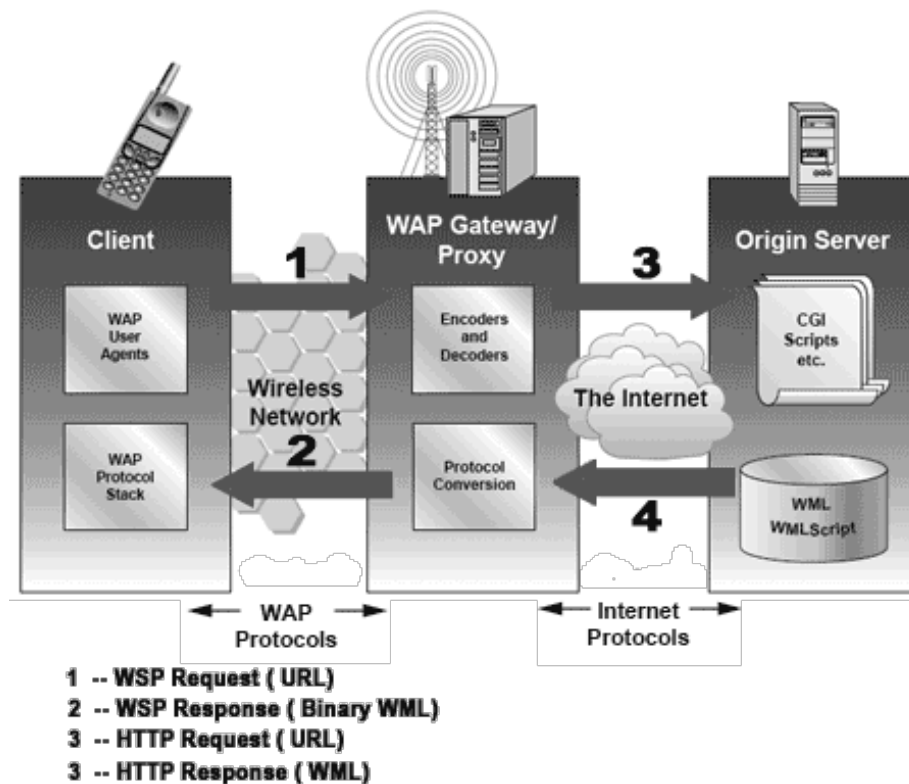 Client
WAP Gateway/
Proxy
Origin Server
1
3
WAP
User
Agents
Encoders
and
Decoders
CGI
Scripts
etc.
Wireless
Network
The Internet
2
WAP
Protocol
Stack
Protocol
Conversion
4
WML
WMLScript
WAP
Protocols
Internet
Protocols
1 -- WSP Request ( URL)
2 -- WSP Response ( Binary WML)
3 -- HTTP Request ( URL)
3 -- HTTP Response ( WML)